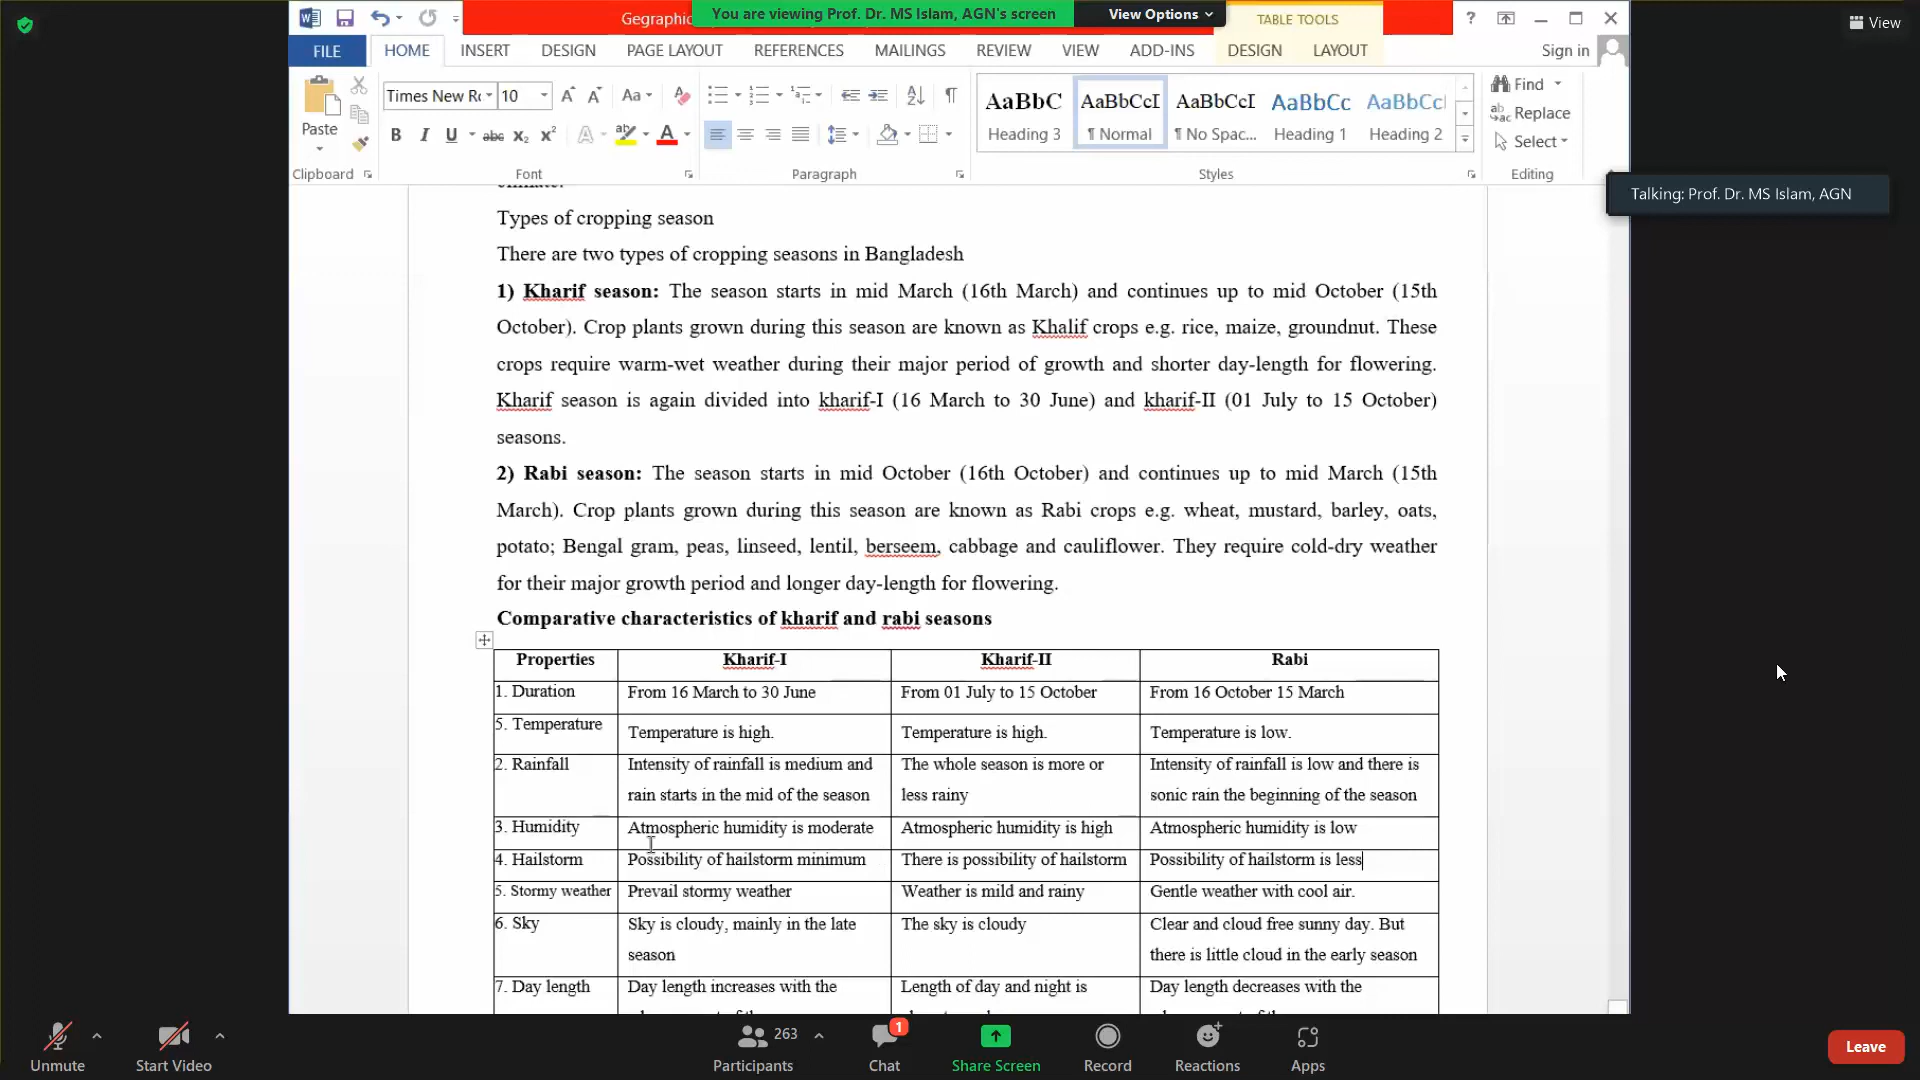 Gegraphic
You are viewing Prof. Dr. MS Islam, AGN's screen
View Options
TABLE TOOLS
?
View
FILE
HOME
INSERT
DESIGN
PAGE LAYOUT
REFERENCES
MAILINGS
REVIEW
VIEW
ADD-INS
DESIGN
LAYOUT
Sign in
Paste
Times New Ro
10
AaBbC
AaBbCcI
AaBbCcI
AaBbCc
AaBbCcl
Heading 3
¶ Normal
¶ No Spac...
Heading 1
Heading 2
Find
Replace
Select
Clipboard
Font
Paragraph
Styles
Editing
Talking: Prof. Dr. MS Islam, AGN
climate.
Types of cropping season
There are two types of cropping seasons in Bangladesh
1) Kharif season: The season starts in mid March (16th March) and continues up to mid October (15th
October). Crop plants grown during this season are known as Khalif crops e.g. rice, maize, groundnut. These
crops require warm-wet weather during their major period of growth and shorter day-length for flowering.
Kharif season is again divided into kharif-I (16 March to 30 June) and kharif-II (01 July to 15 October)
seasons.
2) Rabi season: The season starts in mid October (16th October) and continues up to mid March (15th
March). Crop plants grown during this season are known as Rabi crops e.g. wheat, mustard, barley, oats,
potato; Bengal gram, peas, linseed, lentil, berseem, cabbage and cauliflower. They require cold-dry weather
for their major growth period and longer day-length for flowering.
Comparative characteristics of kharif and rabi seasons
Properties Kharif-I Kharif-II Rabi
1. Duration From 16 March to 30 June From 01 July to 15 October From 16 October 15 March
5. Temperature Temperature is high. Temperature is high. Temperature is low.
2. Rainfall Intensity of rainfall is medium and The whole season is more or Intensity of rainfall is low and there is
rain starts in the mid of the season less rainy sonic rain the beginning of the season
3. Humidity Atmospheric humidity is moderate Atmospheric humidity is high Atmospheric humidity is low
4. Hailstorm Possibility of hailstorm minimum There is possibility of hailstorm Possibility of hailstorm is less
5. Stormy weather Prevail stormy weather Weather is mild and rainy Gentle weather with cool air.
6. Sky Sky is cloudy, mainly in the late The sky is cloudy Clear and cloud free sunny day. But
season there is little cloud in the early season
7. Day length Day length increases with the Length of day and night is Day length decreases with the
Unmute
Start Video
263
Participants
1
Chat
Share Screen
Record
Reactions
Apps
Leave